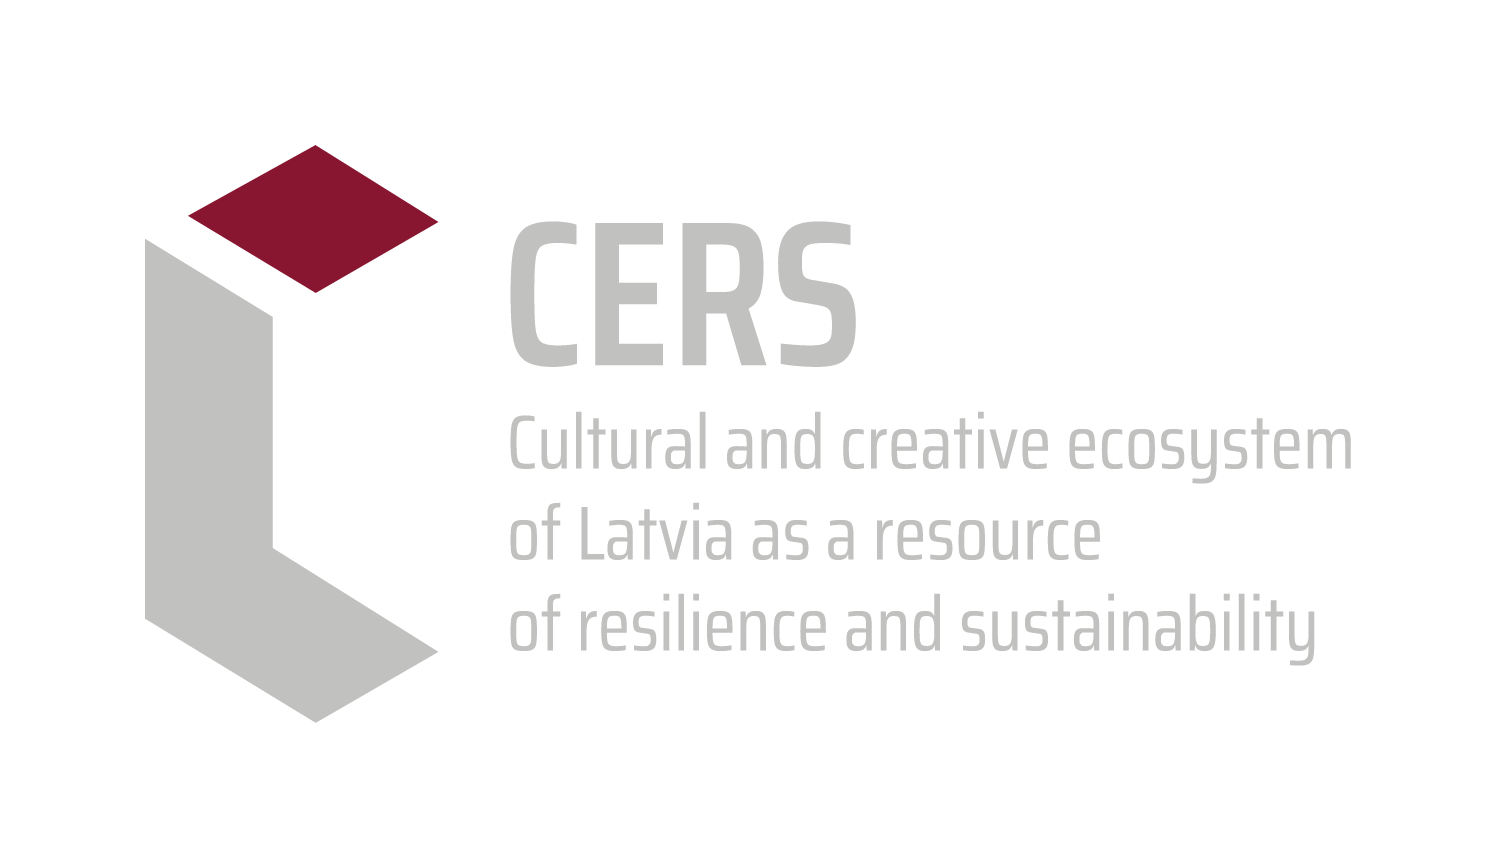 CERS
Cultural and creative ecosystem
of Latvia as a resource
of resilience and sustainability